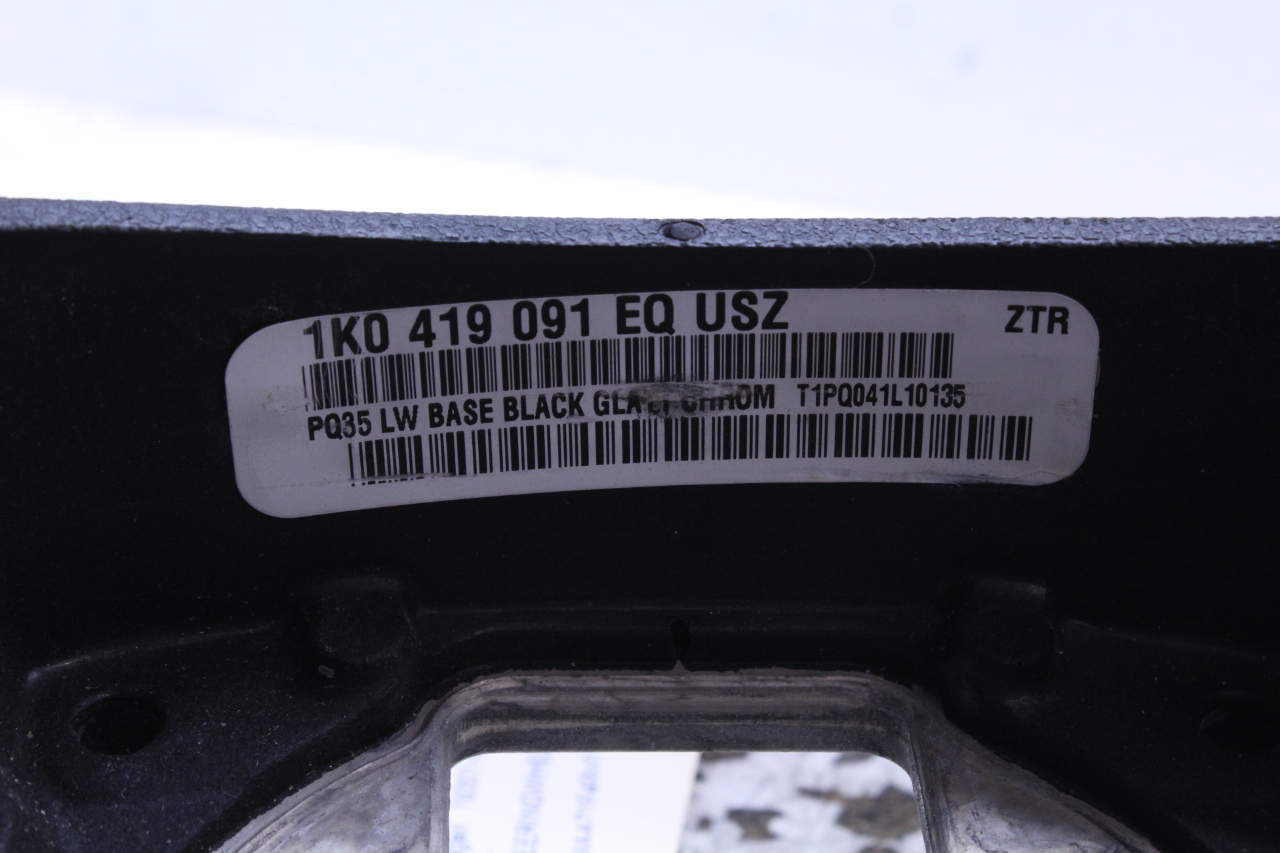 1K0 419 091 EQ USZ ZTR
PQ35 LW BASE BLACK T1PQ041L10135